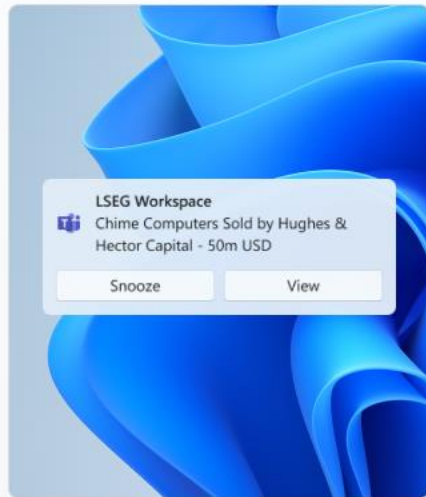 LSEG Workspace
Chime Computers Sold by Hughes &
Hector Capital - 50m USD
Snooze
View